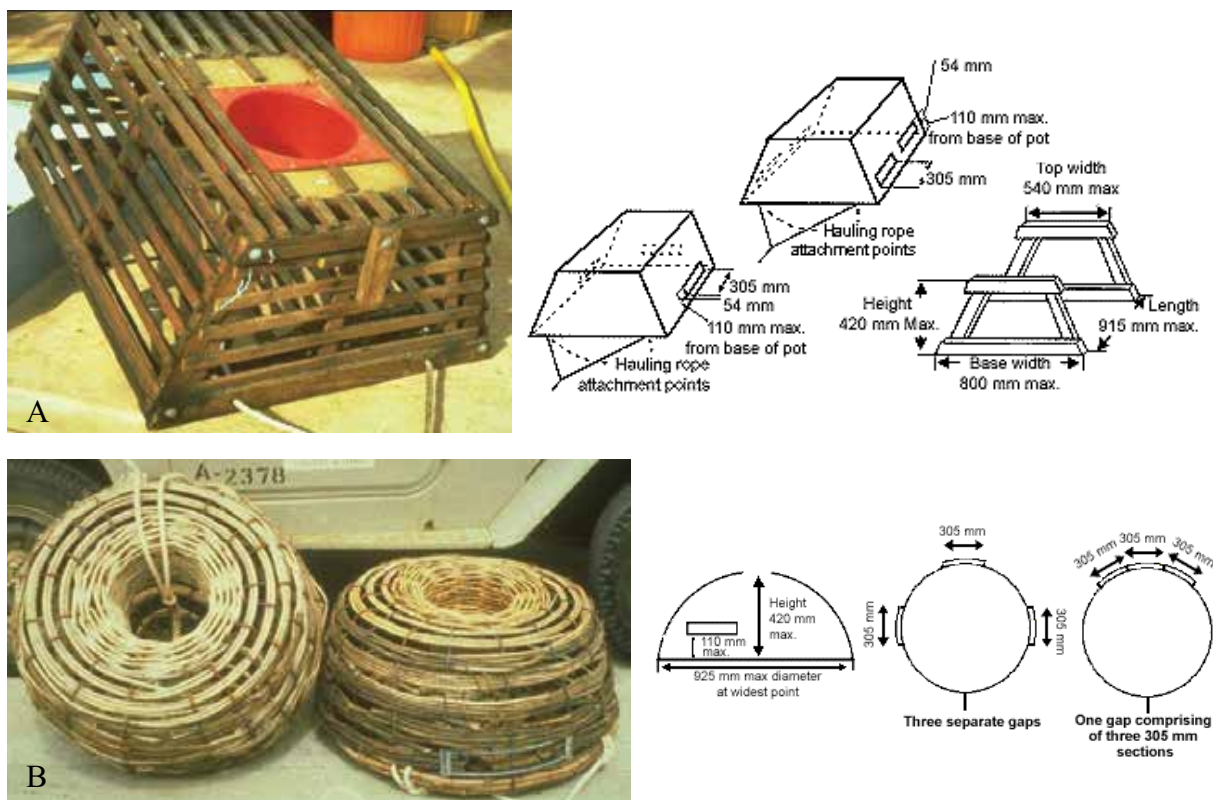 A
54 mm
110 mm max.
from base of pot
305 mm
Hauling rope
attachment points
305 mm
54 mm
110 mm max.
from base of pot
Hauling rope
attachment points
Top width
540 mm max
Height
420 mm Max.
Length
915 mm max.
Base width
800 mm max.
B
A-2378
Height
420 mm
max.
110 mm
max.
925 mm max diameter
at widest point
305 mm
305 mm
305 mm
Three separate gaps
305 mm
305 mm
305 mm
One gap comprising
of three 305 mm
sections